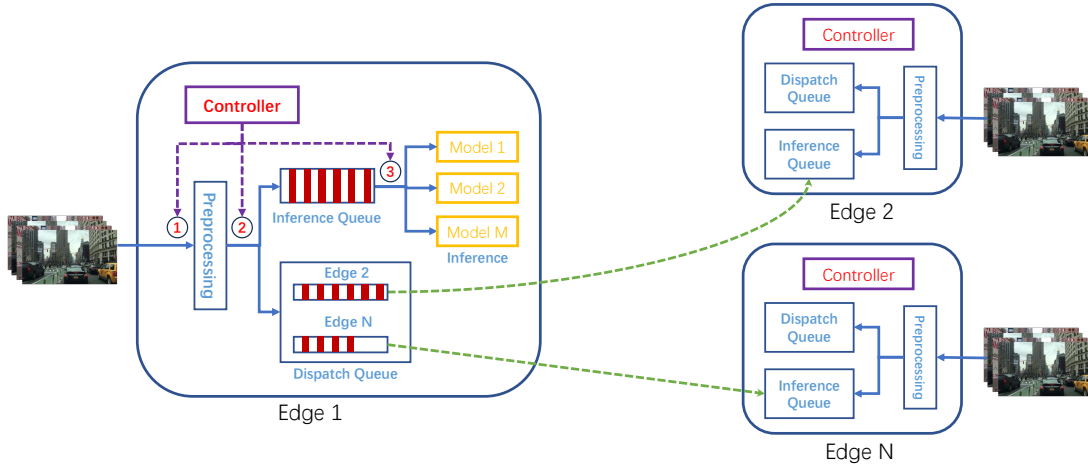 Controller
1
2
3
Preprocessing
Inference Queue
Model 1
Model 2
Model M
Inference
Edge 2
Edge N
Dispatch Queue
Edge 1
Controller
Dispatch
Queue
Inference
Queue
Preprocessing
Edge 2
Controller
Dispatch
Queue
Inference
Queue
Preprocessing
Edge N